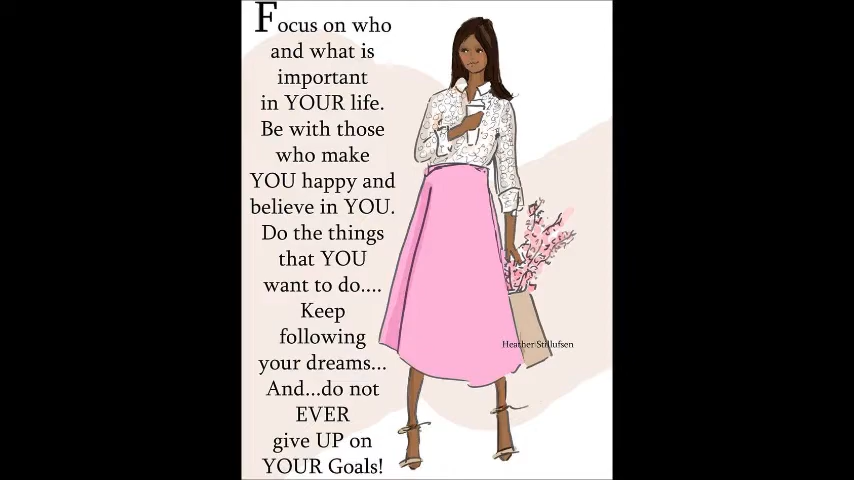 Focus on who
and what is
important
in YOUR life.
Be with those
who make
YOU happy and
believe in YOU.
Do the things
that YOU
want to do....
Keep
following
your dreams...
And...do not
EVER
give UP on
YOUR Goals!
Heather Stillufsen